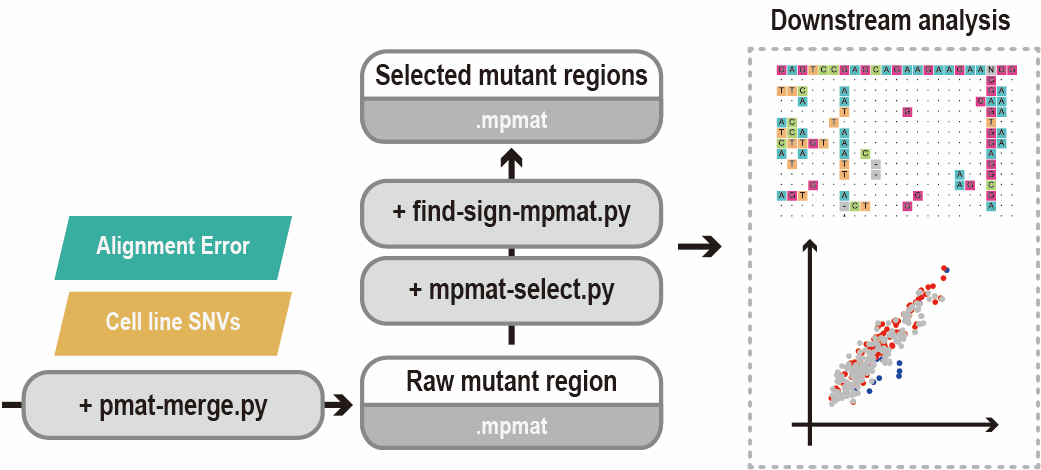 Downstream analysis
Selected mutant regions
.mpmat
+ find-sign-mpmat.py
+ mpmat-select.py
Alignment Error
Cell line SNVs
+ pmat-merge.py
Raw mutant region
.mpmat
GAGTCCGAGCAGAAGAAGAANGG